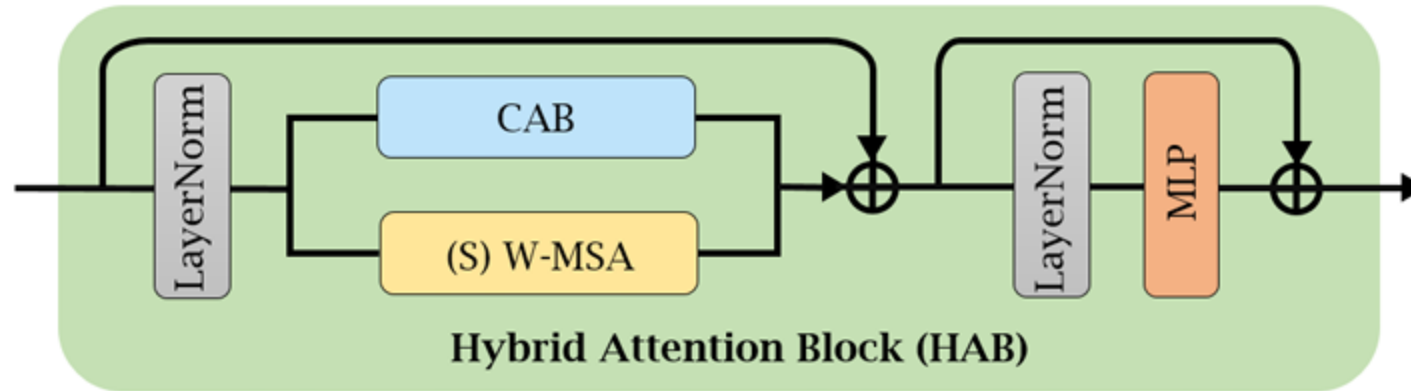 LayerNorm
CAB
(S) W-MSA
LayerNorm
MLP
Hybrid Attention Block (HAB)